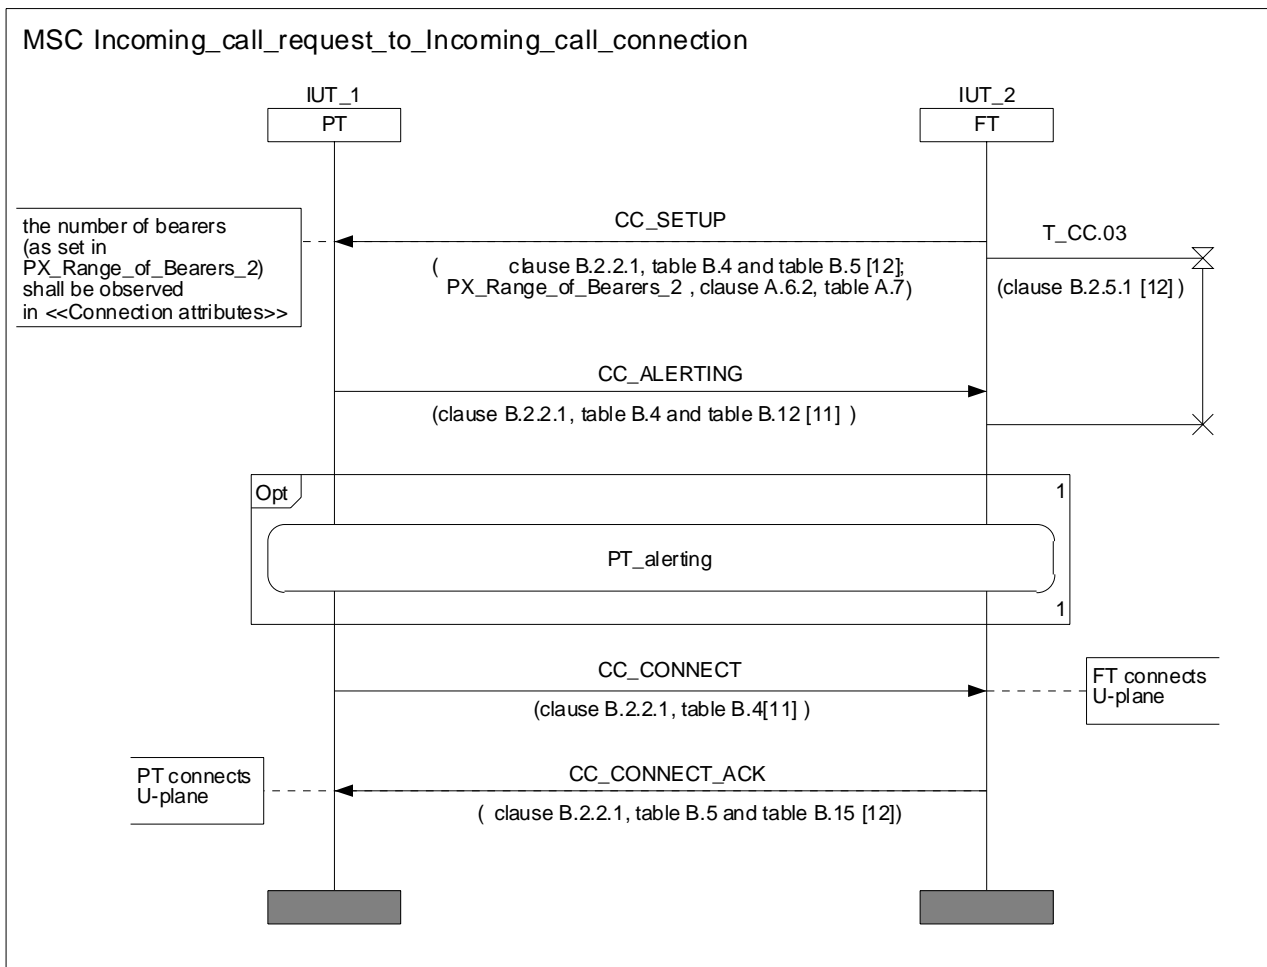 MSC Incoming_call_request_to_Incoming_call_connection
IUT_1
IUT_2
PT
FT
the number of bearers
(as set in
PX_Range_of_Bearers_2)
shall be observed
in <<Connection attributes>>
CC_SETUP
( clause B.2.2.1, table B.4 and table B.5 [12];
PX_Range_of_Bearers_2 , clause A.6.2, table A.7)
T_CC.03
(clause B.2.5.1 [12] )
CC_ALERTING
(clause B.2.2.1, table B.4 and table B.12 [11] )
Opt
1
PT_alerting
1
CC_CONNECT
(clause B.2.2.1, table B.4[11] )
FT connects
U-plane
PT connects
U-plane
CC_CONNECT_ACK
( clause B.2.2.1, table B.5 and table B.15 [12])